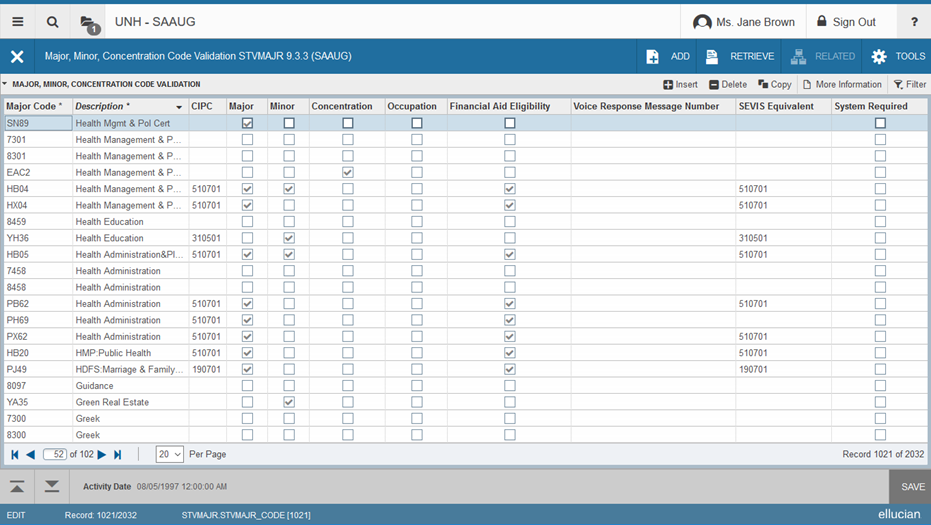 UNH - SAAUG
Ms. Jane Brown
Sign Out
?
1
Major, Minor, Concentration Code Validation STVMAJR 9.3.3 (SAAUG)
ADD
RETRIEVE
RELATED
TOOLS
MAJOR, MINOR, CONCENTRATION CODE VALIDATION
Insert
Delete
Copy
More Information
Filter
Major Code * Description * CIPC Major Minor Concentration Occupation Financial Aid Eligibility Voice Response Message Number SEVIS Equivalent System Required
SN89 Health Mgmt & Pol Cert
7301 Health Management & P...
8301 Health Management & P...
EAC2 Health Management & P...
HB04 Health Management & P... 510701 510701
HX04 Health Management & P... 510701 510701
8459 Health Education
YH36 Health Education 310501 310501
HB05 Health Administration&Pl... 510701 510701
7458 Health Administration
8458 Health Administration
PB62 Health Administration 510701 510701
PH69 Health Administration 510701
PX62 Health Administration 510701 510701
HB20 HMP:Public Health 510701 510701
PJ49 HDFS:Marriage & Family... 190701 190701
8097 Guidance
YA35 Green Real Estate
7300 Greek
8300 Greek
52 of 102 20 Per Page Record 1021 of 2032
Activity Date 08/05/1997 12:00:00 AM SAVE
EDIT Record: 1021/2032 STVMAJR.STVMAJR_CODE [1021] ellucian